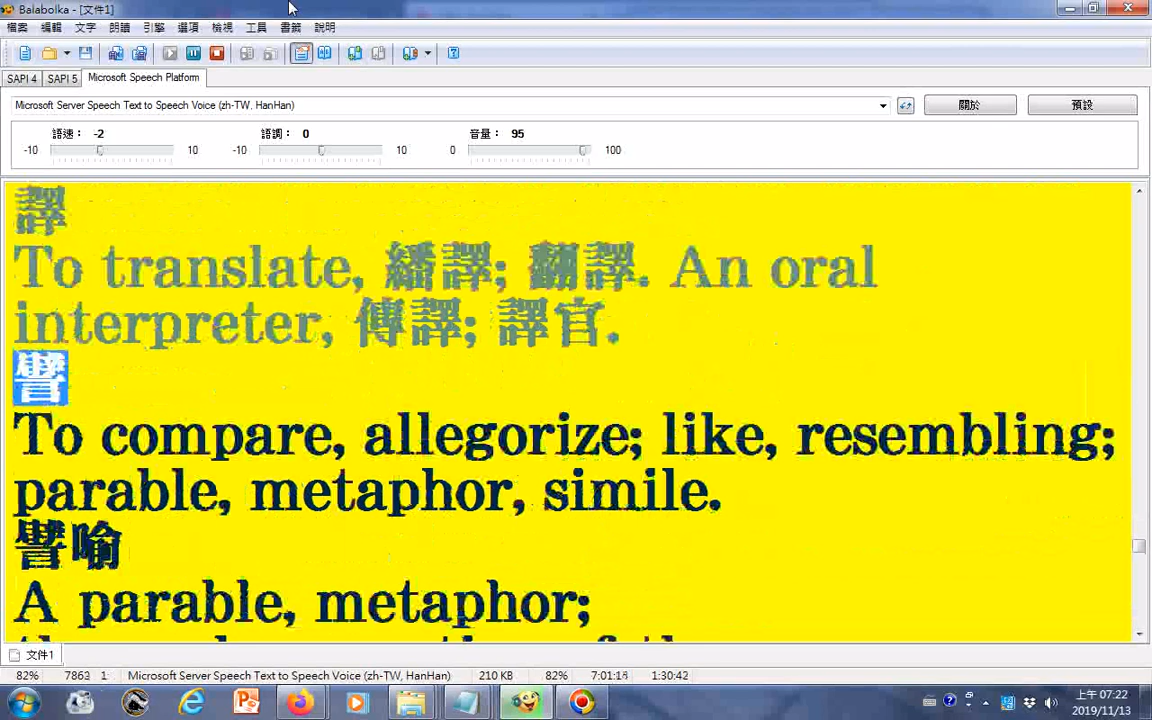 Balabolka - [文件1]
檔案 編輯 文字 朗讀 引擎 選項 檢視 工具 書籤 說明
SAPI 4 SAPI 5 Microsoft Speech Platform
Microsoft Server Speech Text to Speech Voice (zh-TW, HanHan) 關於 預設
語速： -2 語調： 0 音量： 95
-10 10 -10 10 0 100
譯
To translate, 繙譯; 翻譯. An oral
interpreter, 傳譯; 譯官.
譬
To compare, allegorize; like, resembling;
parable, metaphor, simile.
譬喻
A parable, metaphor;
文件1
82% 7862 1: Microsoft Server Speech Text to Speech Voice (zh-TW, HanHan) 210 KB 82% 7:01:16 1:30:42
上午 07:22
2019/11/13